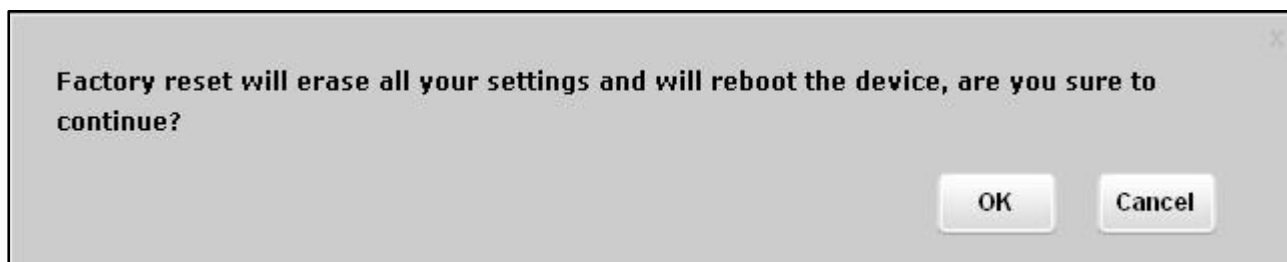 x
Factory reset will erase all your settings and will reboot the device, are you sure to
continue?
OK Cancel